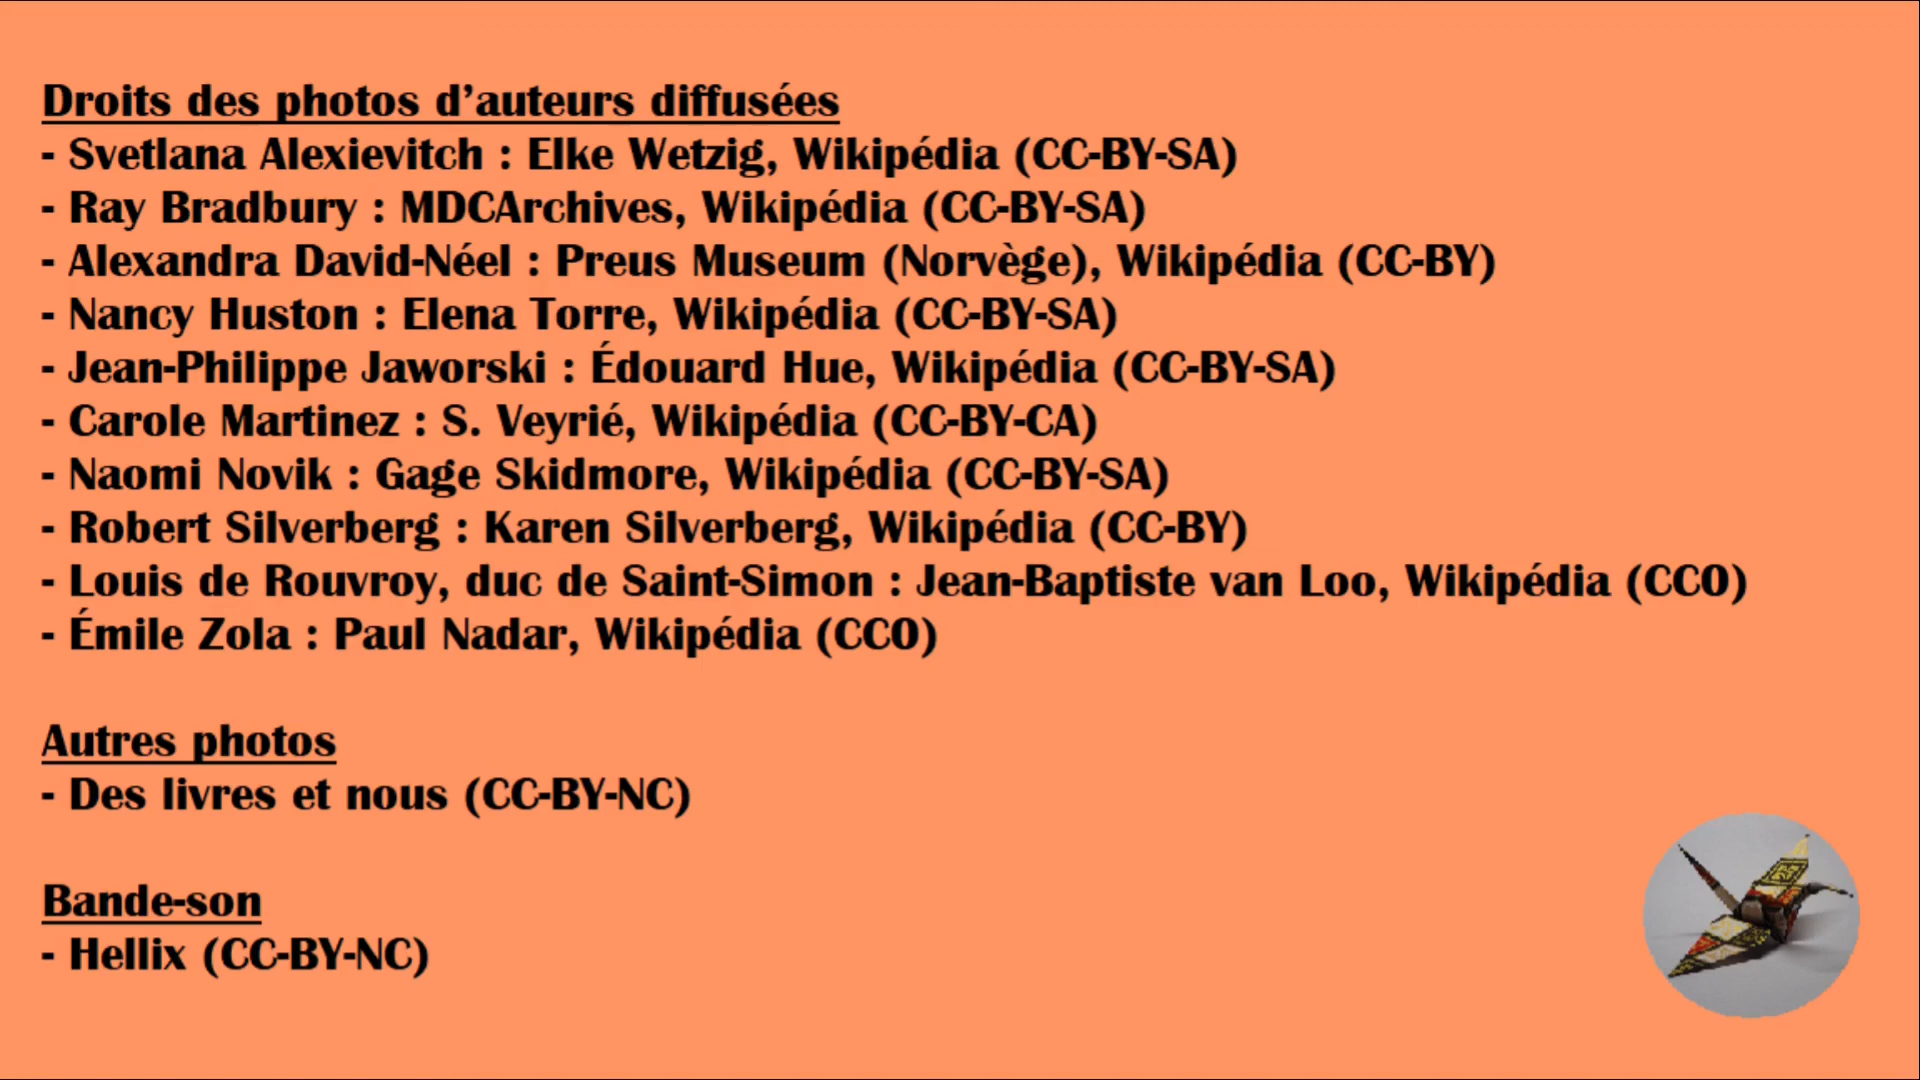 Droits des photos d’auteurs diffusées
- Svetlana Alexievitch : Elke Wetzig, Wikipédia (CC-BY-SA)
- Ray Bradbury : MDCArchives, Wikipédia (CC-BY-SA)
- Alexandra David-Néel : Preus Museum (Norvège), Wikipédia (CC-BY)
- Nancy Huston : Elena Torre, Wikipédia (CC-BY-SA)
- Jean-Philippe Jaworski : Édouard Hue, Wikipédia (CC-BY-SA)
- Carole Martinez : S. Veyrié, Wikipédia (CC-BY-CA)
- Naomi Novik : Gage Skidmore, Wikipédia (CC-BY-SA)
- Robert Silverberg : Karen Silverberg, Wikipédia (CC-BY)
- Louis de Rouvroy, duc de Saint-Simon : Jean-Baptiste van Loo, Wikipédia (CC0)
- Émile Zola : Paul Nadar, Wikipédia (CC0)
Autres photos
- Des livres et nous (CC-BY-NC)
Bande-son
- Hellix (CC-BY-NC)